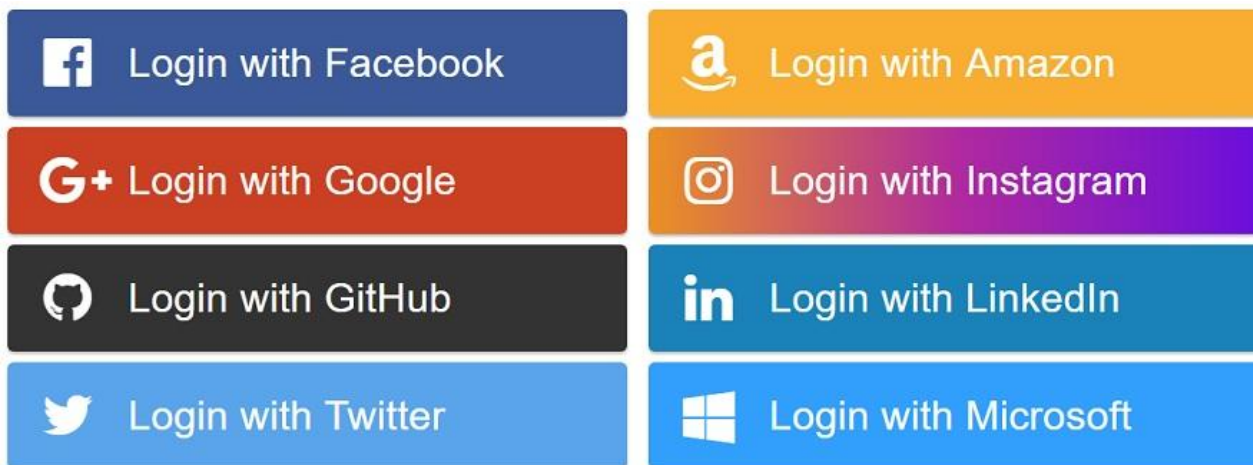 Login with Facebook
Login with Amazon
G+ Login with Google
Login with Instagram
Login with GitHub
in Login with LinkedIn
Login with Twitter
Login with Microsoft